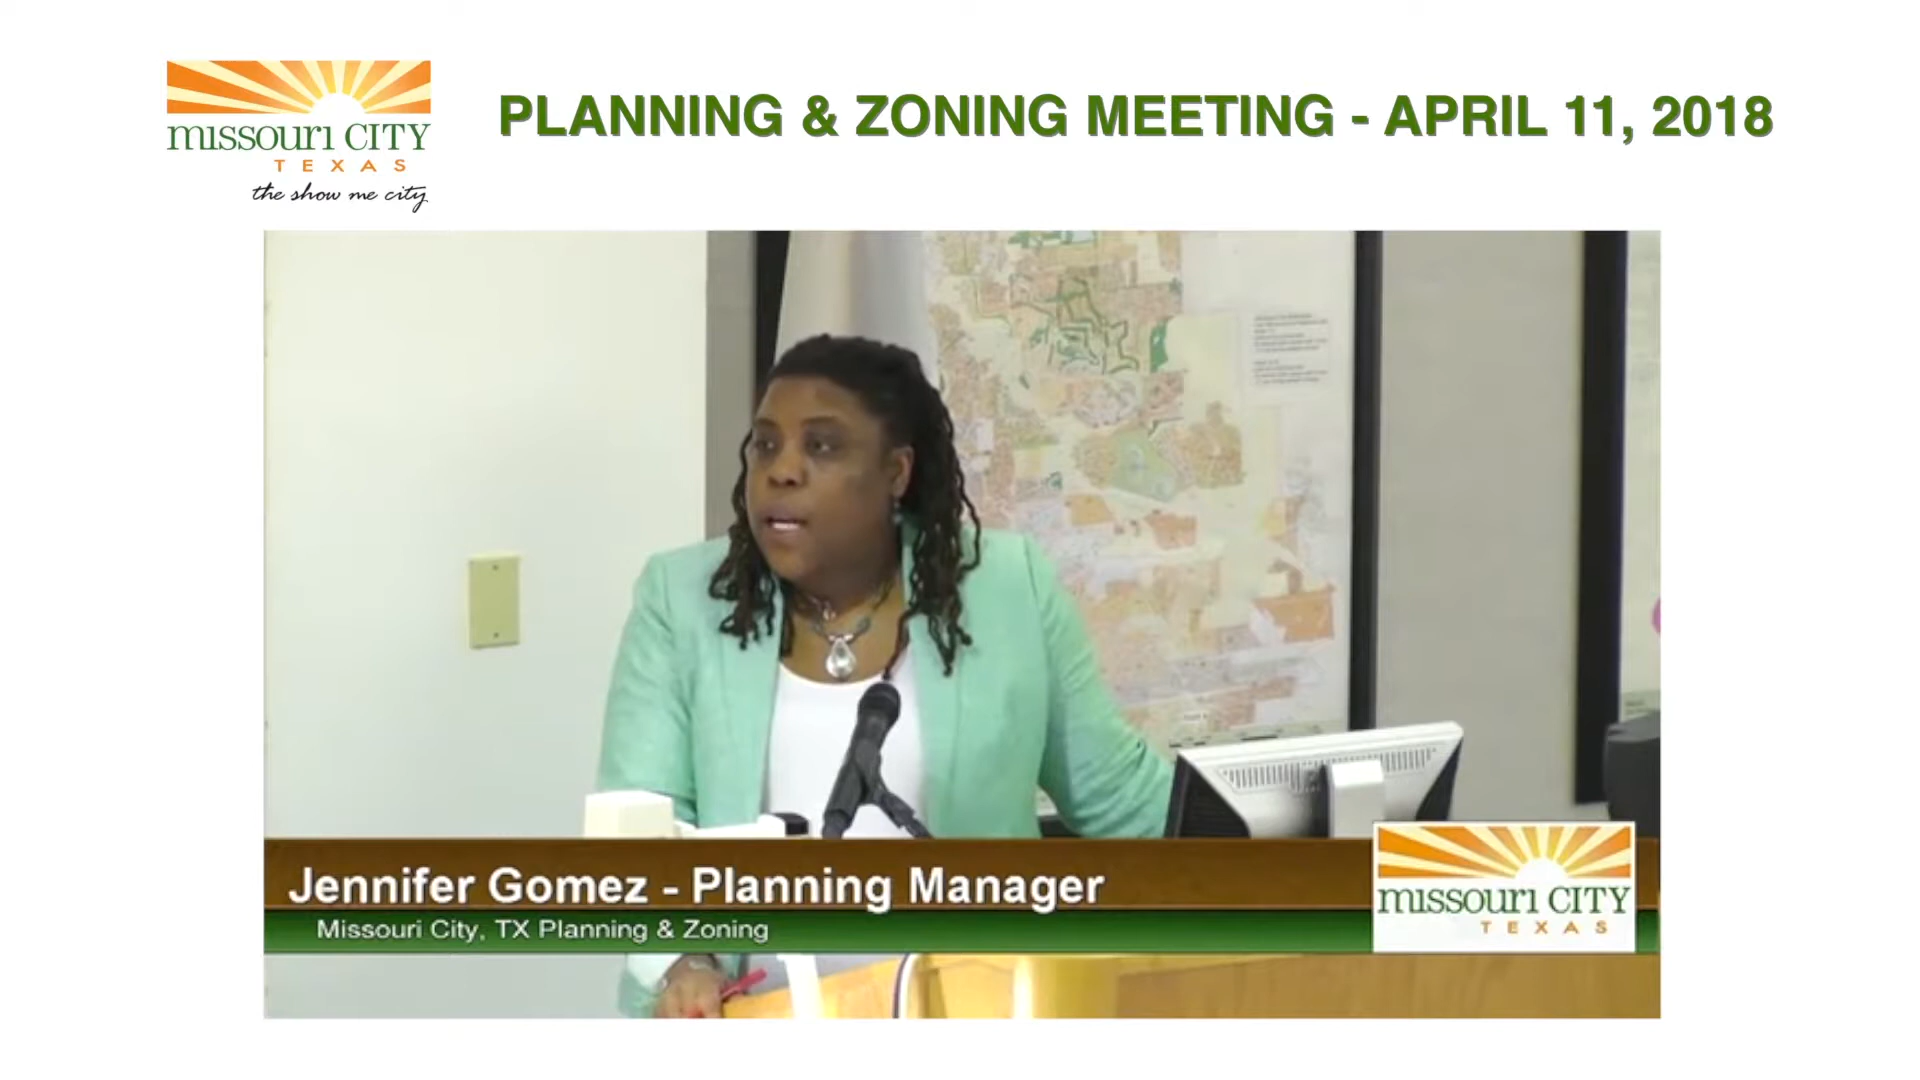 missouri CITY
TEXAS
the show me city
PLANNING & ZONING MEETING - APRIL 11, 2018
Jennifer Gomez - Planning Manager
Missouri City, TX Planning & Zoning
missouri CITY
TEXAS